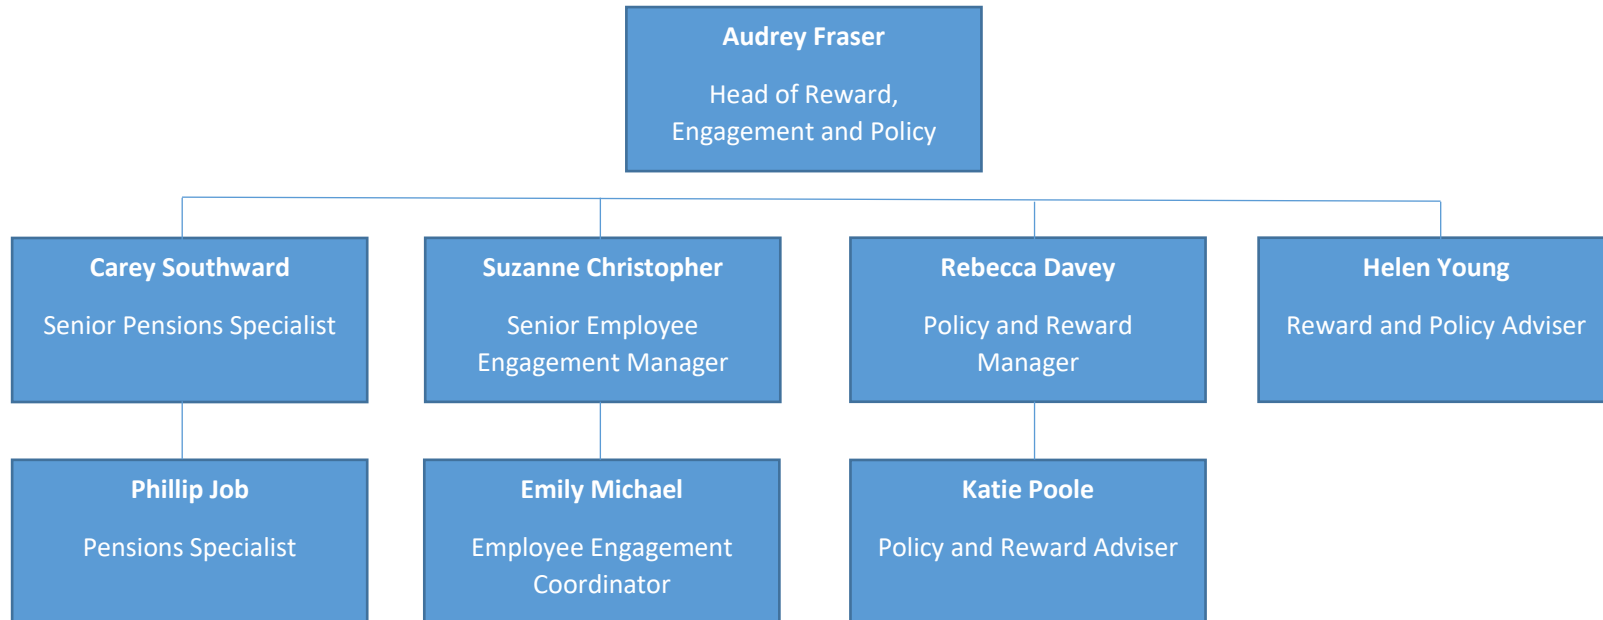 Audrey Fraser
Head of Reward,
Engagement and Policy
Carey Southward
Senior Pensions Specialist
Suzanne Christopher
Senior Employee
Engagement Manager
Rebecca Davey
Policy and Reward
Manager
Helen Young
Reward and Policy Adviser
Phillip Job
Pensions Specialist
Emily Michael
Employee Engagement
Coordinator
Katie Poole
Policy and Reward Adviser